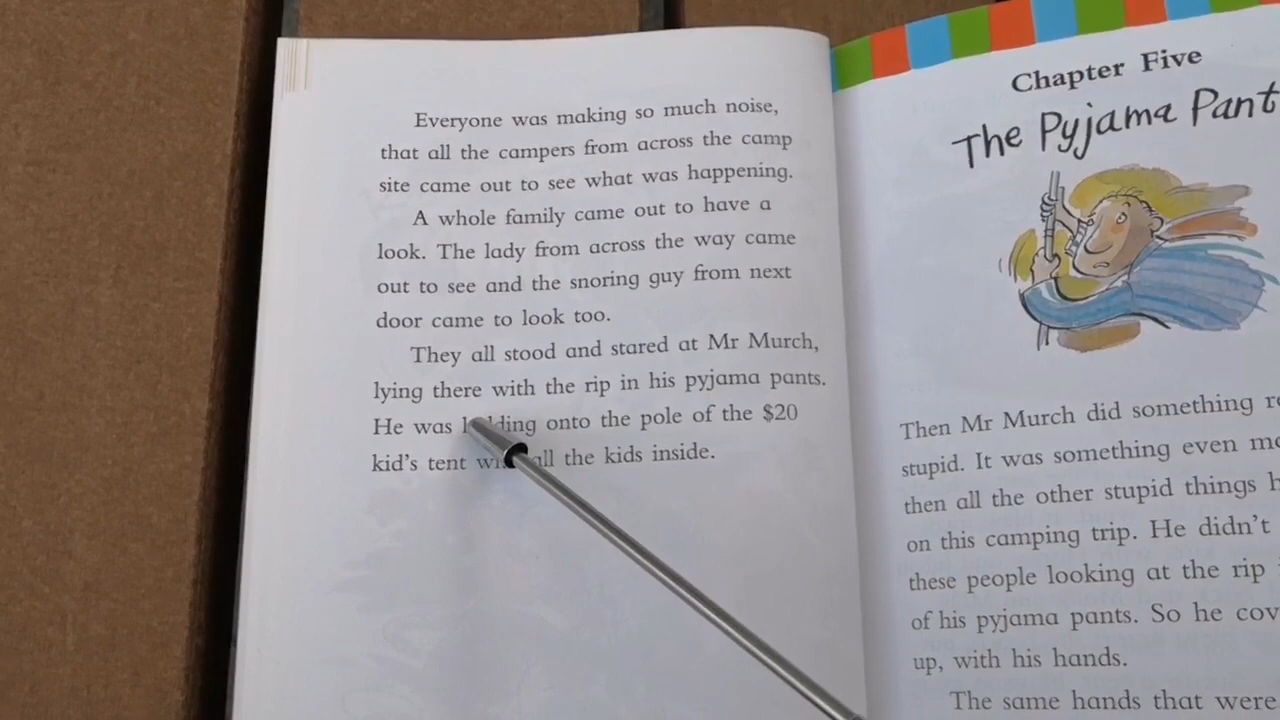 Everyone was making so much noise,
that all the campers from across the camp
site came out to see what was happening.
A whole family came out to have a
look. The lady from across the way came
out to see and the snoring guy from next
door came to look too.
They all stood and stared at Mr Murch,
lying there with the rip in his pyjama pants.
He was holding onto the pole of the $20
kid's tent with all the kids inside.
Chapter Five
The Pyjama Pant
Then Mr Murch did something
stupid. It was something even
then all the other stupid things
on this camping trip. He didn't
these people looking at the rip
of his pyjama pants. So he
up, with his hands.
The same hands that were